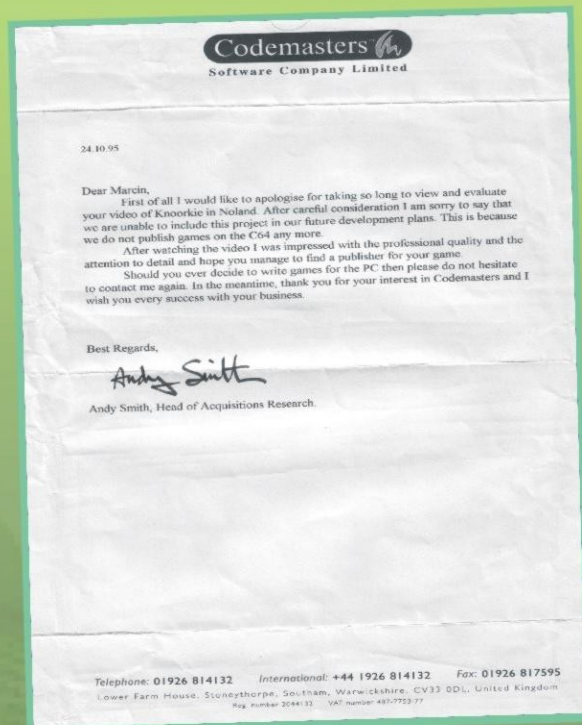 Codemasters
Software Company Limited
24.10.95
Dear Marcin,
First of all I would like to apologise for taking so long to view and evaluate
your video of Knoorkie in Noland. After careful consideration I am sorry to say that
we are unable to include this project in our future development plans. This is because
we do not publish games on the C64 any more.
After watching the video I was impressed with the professional quality and the
attention to detail and hope you manage to find a publisher for your game.
Should you ever decide to write games for the PC then please do not hesitate
to contact me again. In the meantime, thank you for your interest in Codemasters and I
wish you every success with your business.
Best Regards,
Andy Smith
Andy Smith, Head of Acquisitions Research.
Telephone: 01926 814132 International: +44 1926 814132 Fax: 01926 817595
Lower Farm House, Stoneythorpe, Southam, Warwickshire, CV33 0DL, United Kingdom
Reg. number 2044132 VAT number 487-7753-77